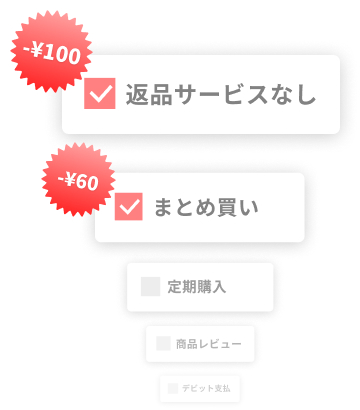 -¥100
返品サービスなし
-¥60
まとめ買い
定期購入
商品レビュー
デビット支払